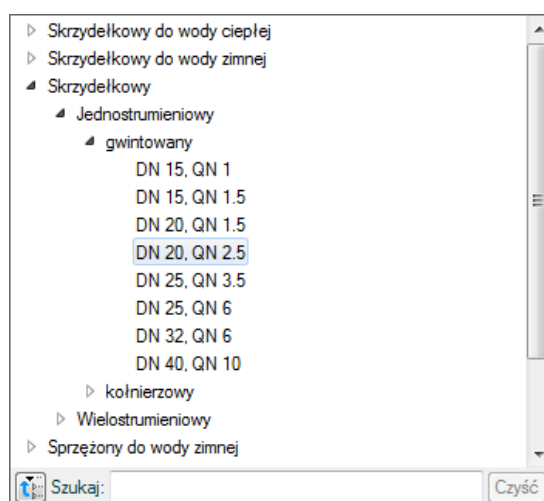 Skrzydełkowy do wody ciepłej
Skrzydełkowy do wody zimnej
Skrzydełkowy
Jednostrumieniowy
gwintowany
DN 15, QN 1
DN 15, QN 1.5
DN 20, QN 1.5
DN 20, QN 2.5
DN 25, QN 3.5
DN 25, QN 6
DN 32, QN 6
DN 40, QN 10
kołnierzowy
Wielostrumieniowy
Sprzężony do wody zimnej
Szukaj: Czyść